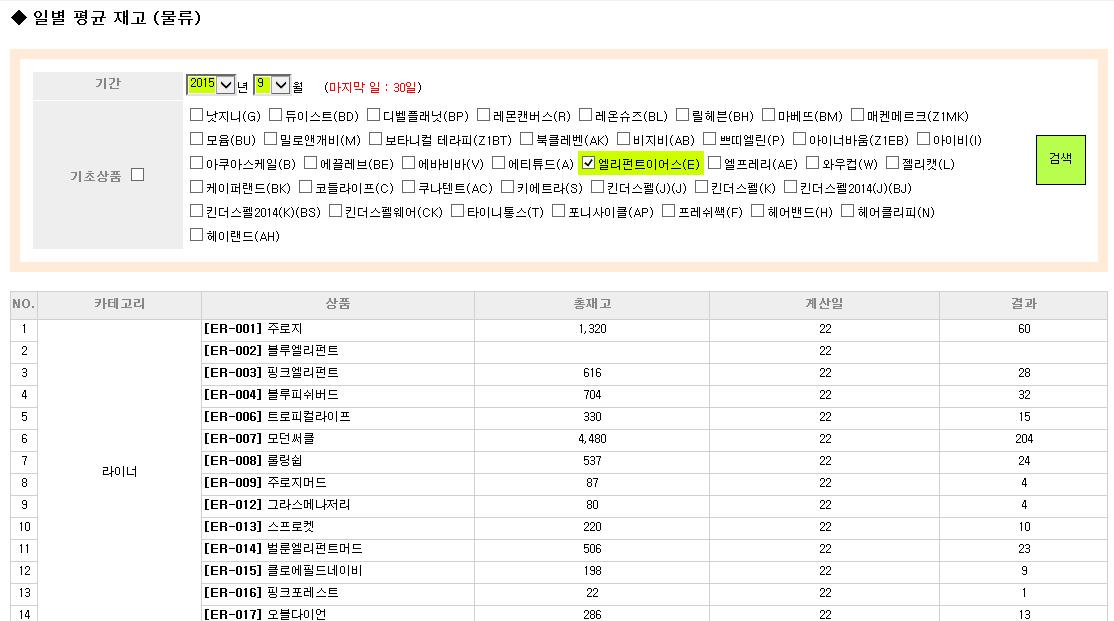 ◆ 일별 평균 재고 (물류)
기간 2015 년 9 월 (마지막 일 : 30일)
기초상품
낫지니(G) 듀이스트(BD) 디벨플래닛(BP) 레몬캔버스(R) 레온슈즈(BL) 릴헤븐(BH) 마베뜨(BM) 매켄메르크(Z1MK)
모윰(BU) 밀로앤개비(M) 보타니컬 테라피(Z1BT) 북클레벤(AK) 비지비(AB) 쁘띠엘린(P) 아이너바움(Z1EB) 아이비(I)
아쿠아스케일(B) 에끌레브(BE) 에바비바(V) 에티튜드(A) 엘리펀트이어스(E) 엘프레리(AE) 와우컵(W) 젤리캣(L)
케이퍼랜드(BK) 코들라이프(C) 쿠나텐트(AC) 키에트라(S) 킨더스펠(J)(J) 킨더스펠(K) 킨더스펠2014(J)(BJ)
킨더스펠2014(K)(BS) 킨더스펠웨어(CK) 타이니통스(T) 포니사이클(AP) 프레쉬쌕(F) 헤어밴드(H) 헤어클리피(N)
헤이랜드(AH)
검색
NO. 카테고리 상품 총재고 계산일 결과
1 [ER-001] 주로지 1,320 22 60
2 [ER-002] 블루엘리펀트 22
3 [ER-003] 핑크엘리펀트 616 22 28
4 [ER-004] 블루피쉬버드 704 22 32
5 [ER-006] 트로피컬라이프 330 22 15
6 [ER-007] 모던써클 4,480 22 204
7 [ER-008] 롤링쉽 537 22 24
라이너
8 [ER-009] 주로지머드 87 22 4
9 [ER-012] 그라스메나저리 80 22 4
10 [ER-013] 스프로켓 220 22 10
11 [ER-014] 벌룬엘리펀트머드 506 22 23
12 [ER-015] 클로에필드네이비 198 22 9
13 [ER-016] 핑크포레스트 22 22 1
14 [ER-017] 오블다이언 286 22 13